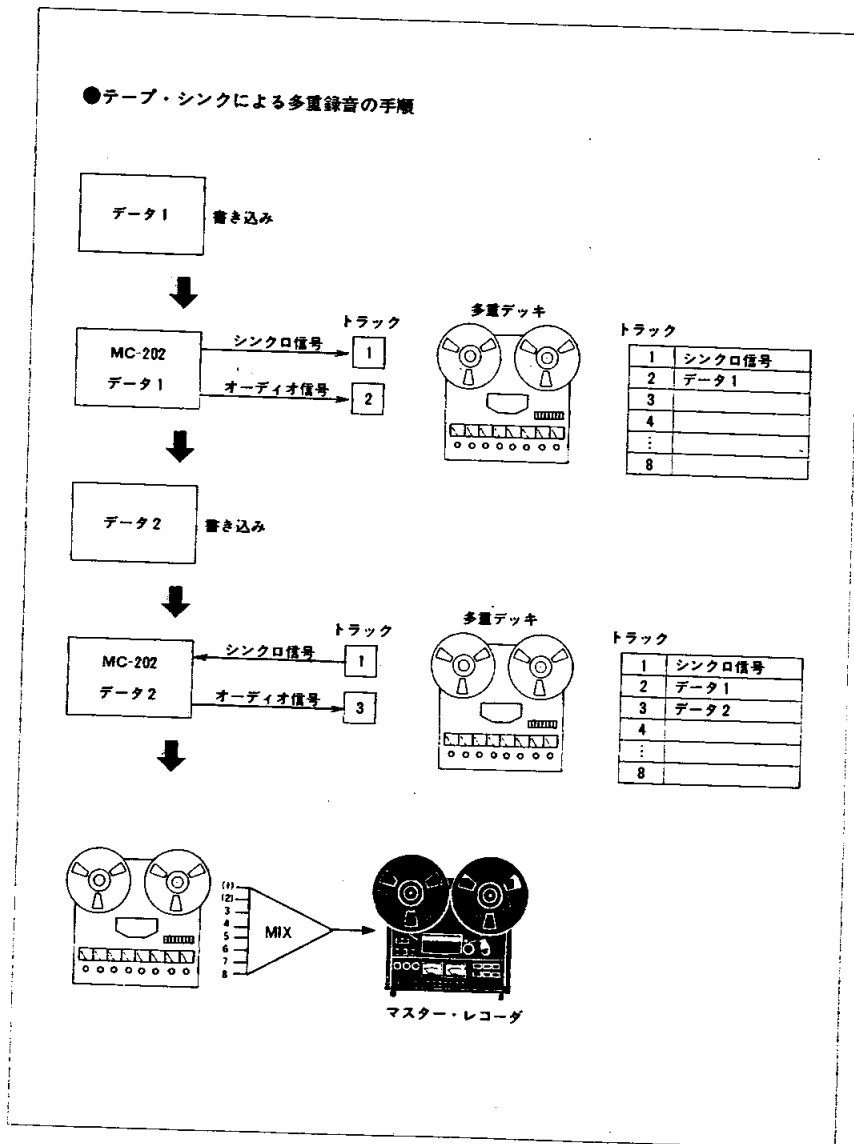 ●テープ・シンクによる多重録音の手順
データ1
書き込み
MC-202
データ1
シンクロ信号
オーディオ信号
トラック
1
2
多重デッキ
トラック
1 シンクロ信号
2 データ1
3
4
⋮
8
データ2
書き込み
MC-202
データ2
シンクロ信号
オーディオ信号
トラック
1
3
多重デッキ
トラック
1 シンクロ信号
2 データ1
3 データ2
4
⋮
8
(1)
(2)
3
4
5
6
7
8
MIX
マスター・レコーダ